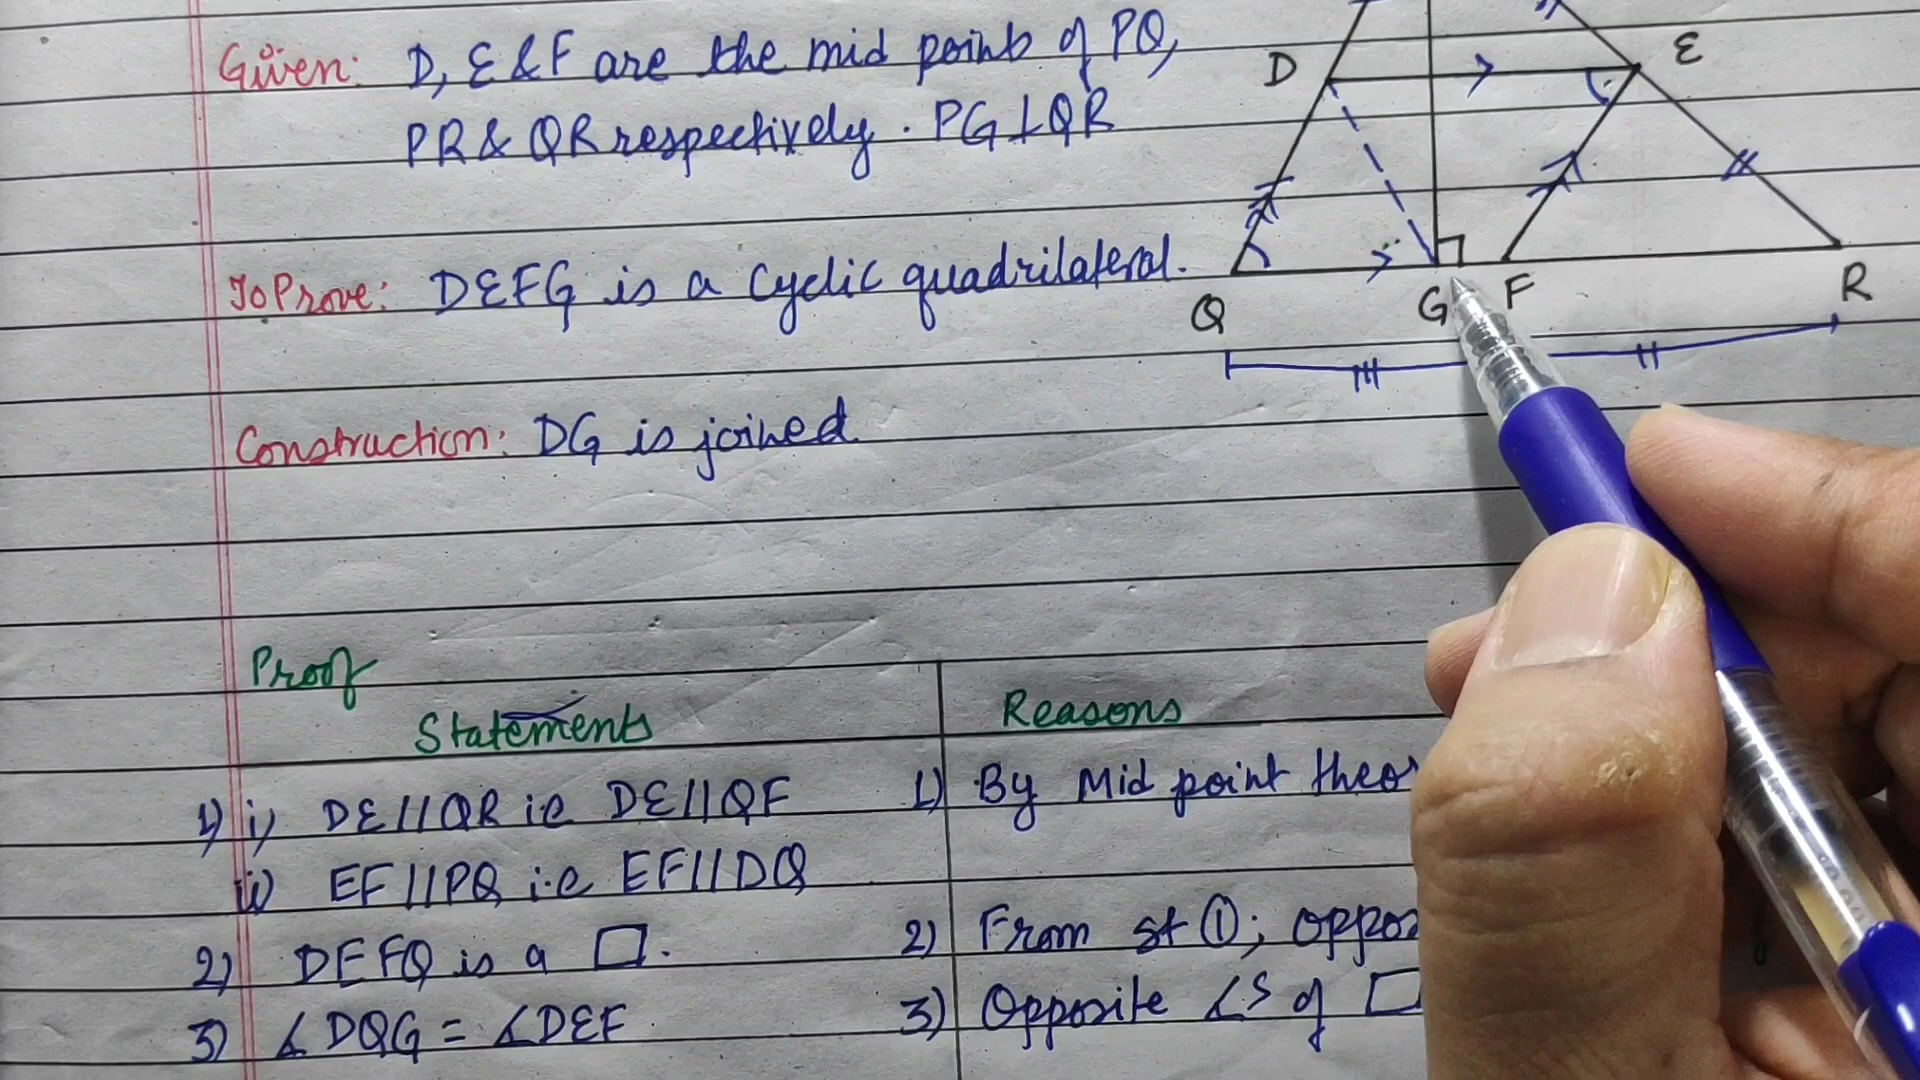 Given: D, E & F are the mid points of PQ,
PR & QR respectively. PG ⊥ QR
To Prove: DEFG is a cyclic quadrilateral.
Construction: DG is joined
D
E
Q
G
F
R
Proof
Statements
Reasons
1) i) DE//QR ie DE//QF
1) By Mid point
ii) EF//PQ i.e EF//DQ
2) DEFQ is a ▱.
2) From st ①;
3) ∠DQG = ∠DEF
3) Opposite ∠s of ▱